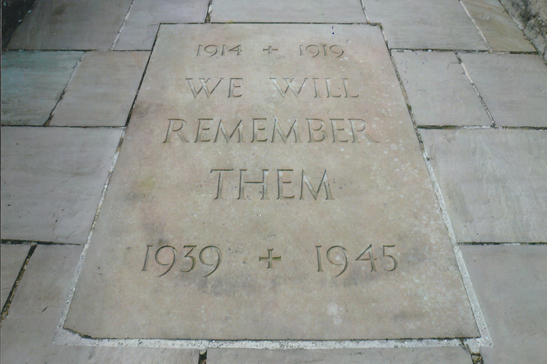 1914 + 1919
WE WILL
REMEMBER
THEM
1939 + 1945